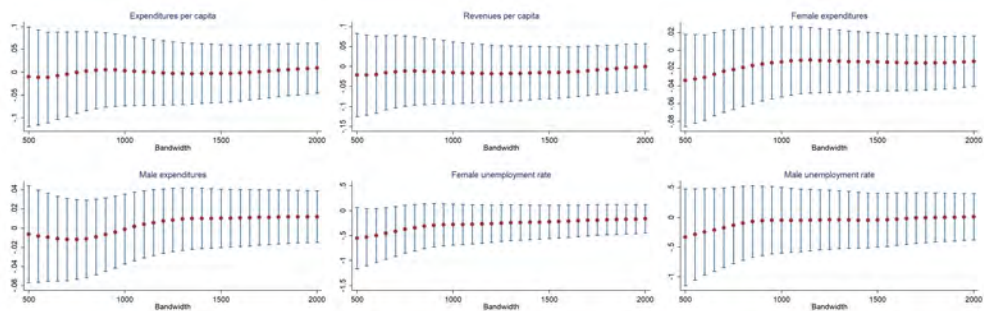 Expenditures per capita
.1
.05
0
-.05
-.1
500 1000 1500 2000
Bandwidth
Revenues per capita
.1
.05
0
-.05
-.1
-.15
500 1000 1500 2000
Bandwidth
Female expenditures
.02
0
-.02
-.04
-.06
-.08
500 1000 1500 2000
Bandwidth
Male expenditures
.04
.02
0
-.02
-.04
-.06
500 1000 1500 2000
Bandwidth
Female unemployment rate
.5
0
-.5
-1
-1.5
500 1000 1500 2000
Bandwidth
Male unemployment rate
.5
0
-.5
-1
500 1000 1500 2000
Bandwidth